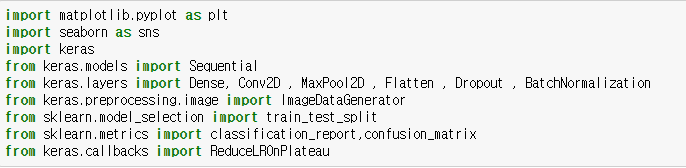 import matplotlib.pyplot as plt
import seaborn as sns
import keras
from keras.models import Sequential
from keras.layers import Dense, Conv2D , MaxPool2D , Flatten , Dropout , BatchNormalization
from keras.preprocessing.image import ImageDataGenerator
from sklearn.model_selection import train_test_split
from sklearn.metrics import classification_report,confusion_matrix
from keras.callbacks import ReduceLROnPlateau